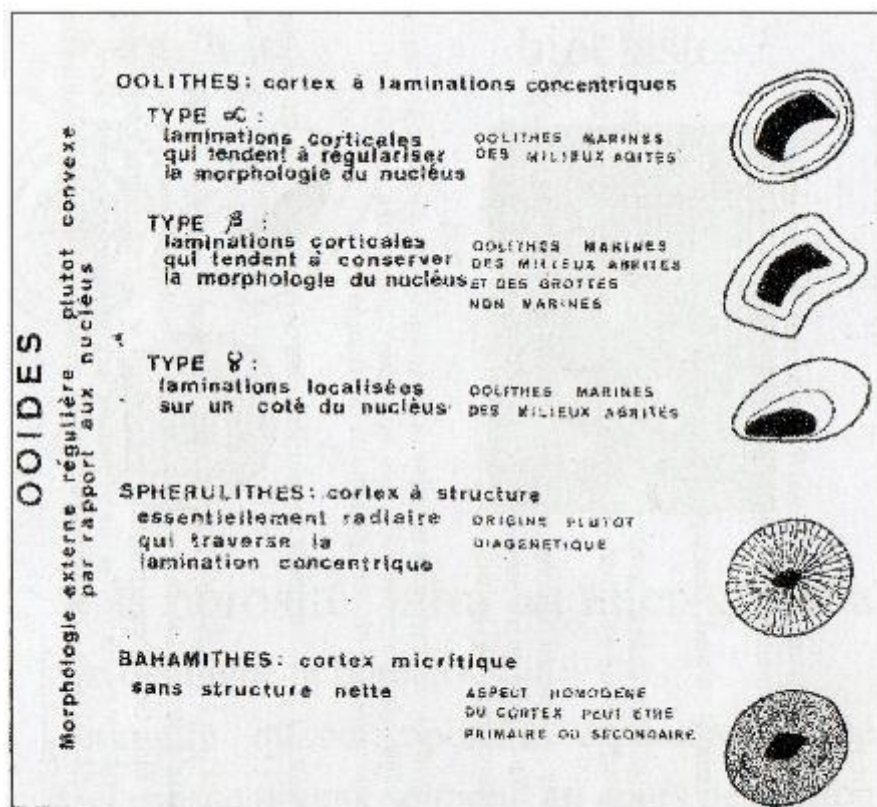 OOIDES
Morphologie externe régulière plutot convexe
par rapport aux nucléus
OOLITHES: cortex à laminations concentriques
TYPE ∝ :
laminations corticales
qui tendent à régulariser
la morphologie du nucléus
OOLITHES MARINES
DES MILIEUX AGITÉS
TYPE β :
laminations corticales
qui tendent à conserver
la morphologie du nucléus
OOLITHES MARINES
DES MILIEUX ABRITÉS
ET DES GROTTES
NON MARINES
TYPE 𝛾 :
laminations localisées
sur un coté du nucléus
OOLITHES MARINES
DES MILIEUX ABRITÉS
SPHERULITHES: cortex à structure
essentiellement radiaire
qui traverse la
lamination concentrique
ORIGINE PLUTOT
DIAGENETIQUE
BAHAMITHES: cortex micritique
sans structure nette
ASPECT HOMOGENE
DU CORTEX PEUT ETRE
PRIMAIRE OU SECONDAIRE